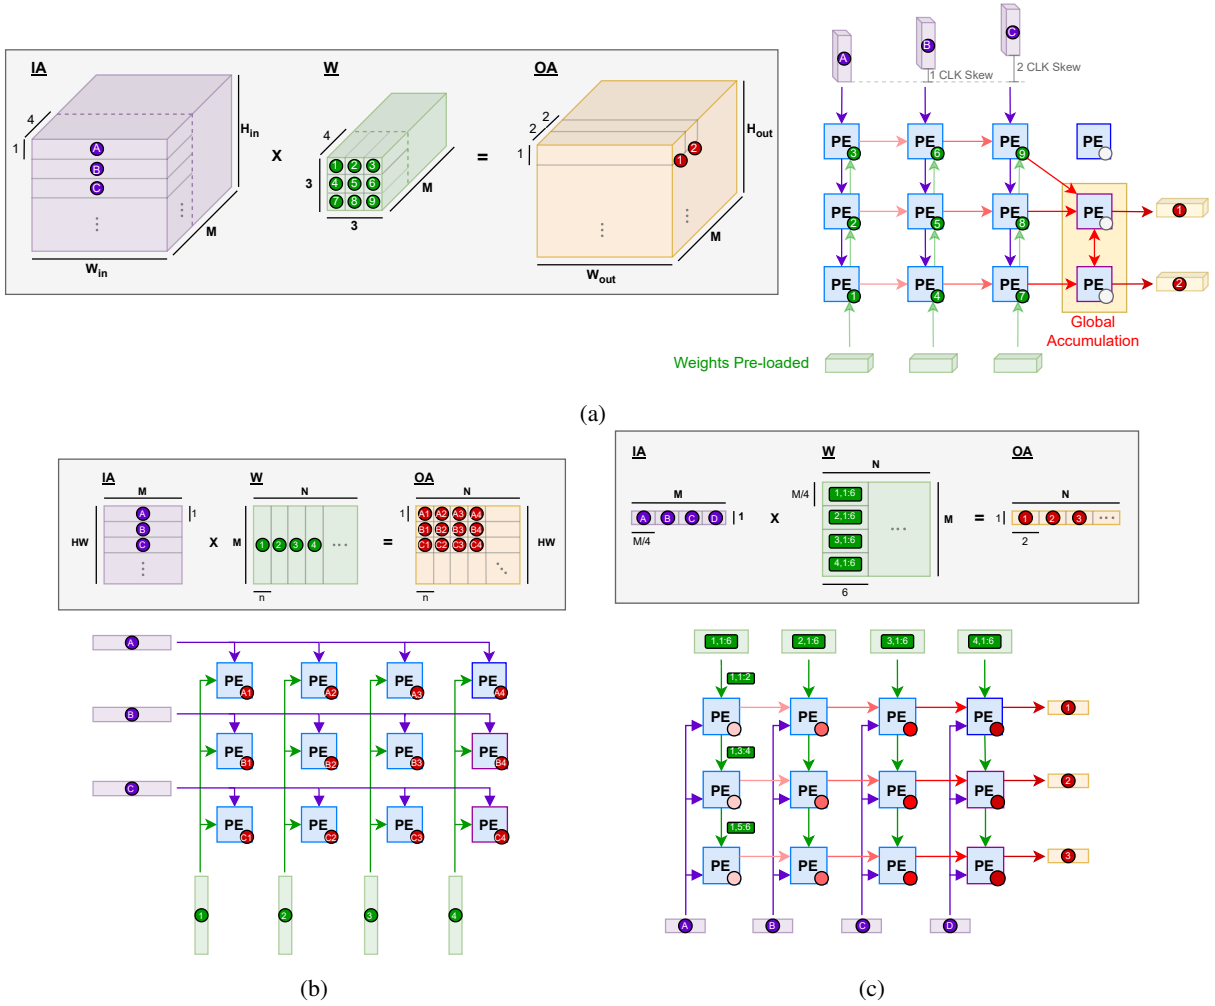 IA
W
OA
4
1
A
B
C
H_in
M
W_in
X
4
1 2 3
4 5 6
7 8 9
3
3
M
=
2
2
1
1
2
H_out
M
W_out
A
B
C
1 CLK Skew
2 CLK Skew
PE 3 PE 6 PE 9 PE
PE 2 PE 5 PE 8 PE 1
PE 1 PE 4 PE 7 PE 2
Global
Accumulation
Weights Pre-loaded
(a)
IA
M
HW
A
B
C
1
X
W
N
M
1 2 3 4 ...
n
=
OA
N
1
A1 A2 A3 A4
B1 B2 B3 B4
C1 C2 C3 C4
HW
n
A
PE A1 PE A2 PE A3 PE A4
B
PE B1 PE B2 PE B3 PE B4
C
PE C1 PE C2 PE C3 PE C4
1 2 3 4
(b)
IA
M
A B C D
1
M/4
X
W
N
M/4
1,1:6
2,1:6
3,1:6
4,1:6
...
M
6
=
OA
N
1
1 2 3 ...
2
1,1:6 2,1:6 3,1:6 4,1:6
1,1:2
PE PE PE PE 1
1,3:4
PE PE PE PE 2
1,5:6
PE PE PE PE 3
A B C D
(c)